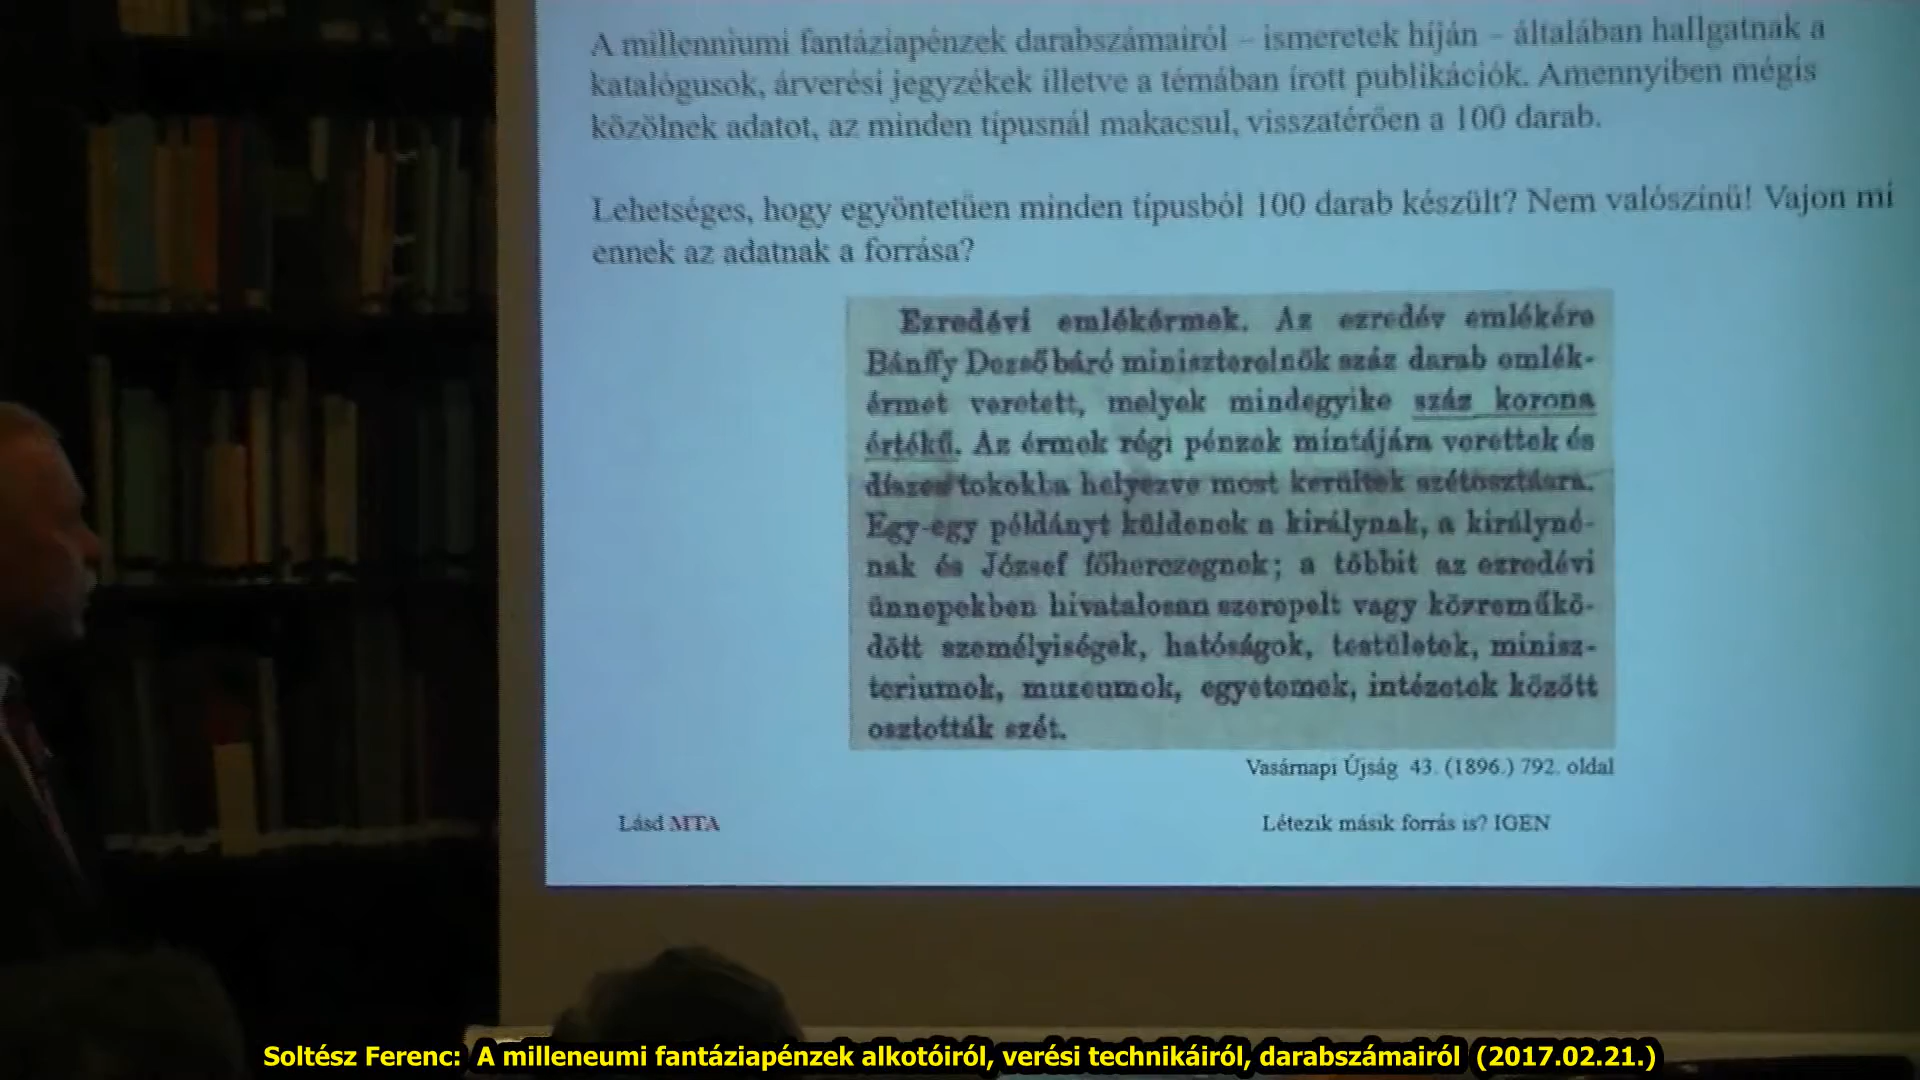 A millenniumi fantáziapénzek darabszámairól – ismeretek híján – általában hallgatnak a
katalógusok, árverési jegyzékek illetve a témában írott publikációk. Amennyiben mégis
közölnek adatot, az minden típusnál makacsul, visszatérően a 100 darab.
Lehetséges, hogy egyöntetűen minden típusból 100 darab készült? Nem valószínű! Vajon mi
ennek az adatnak a forrása?
Ezredévi emlékérmek. Az ezredév emlékére
Bánffy Dezső báró miniszterelnök száz darab emlék-
érmet veretett, melyek mindegyike száz korona
értékű. Az érmek régi pénzek mintájára verettek és
díszes tokokba helyezve most kerültek szétosztásra.
Egy-egy példányt küldenek a királynak, a királyné-
nak és József főherczegnek; a többit az ezredévi
ünnepekben hivatalosan szerepelt vagy közreműkö-
dött személyiségek, hatóságok, testületek, minisz-
teriumok, muzeumok, egyetemek, intézetek között
osztották szét.
Vasárnapi Újság 43. (1896.) 792. oldal
Lásd MTA
Létezik másik forrás is? IGEN
Soltész Ferenc: A milleneumi fantáziapénzek alkotóiról, verési technikáiról, darabszámairól (2017.02.21.)